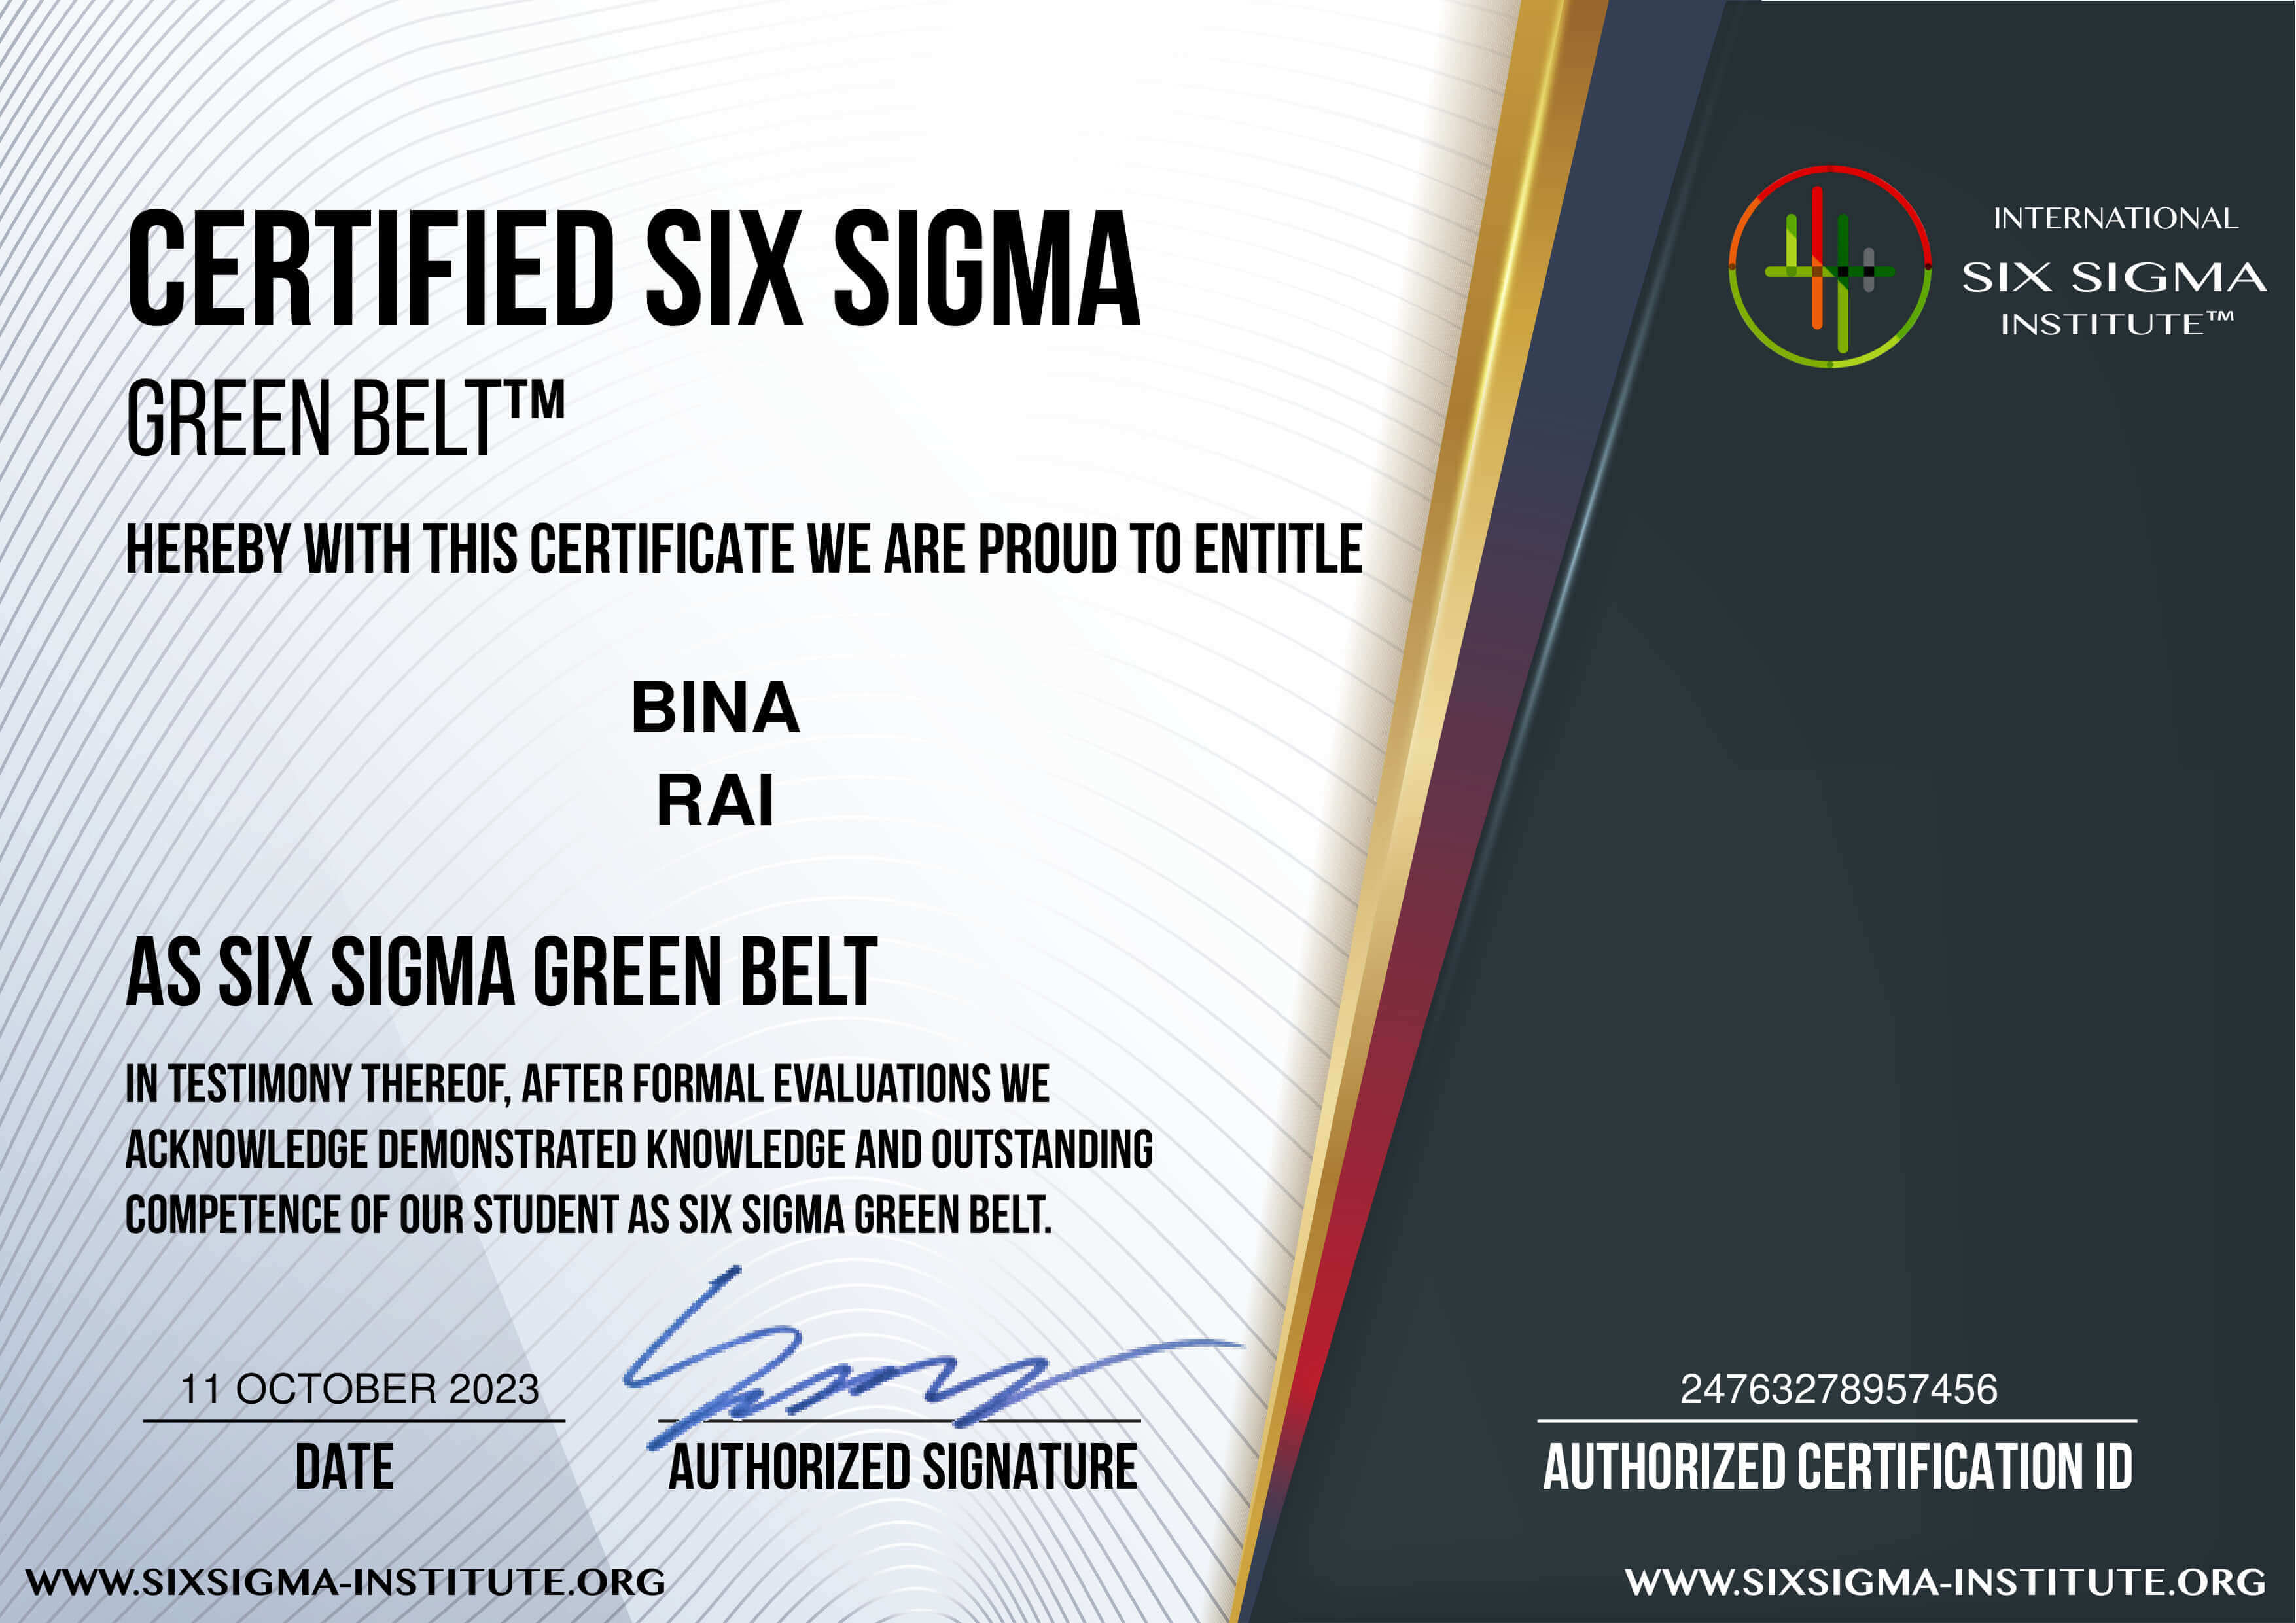 CERTIFIED SIX SIGMA
GREEN BELT™
HEREBY WITH THIS CERTIFICATE WE ARE PROUD TO ENTITLE
BINA
RAI
AS SIX SIGMA GREEN BELT
IN TESTIMONY THEREOF, AFTER FORMAL EVALUATIONS WE
ACKNOWLEDGE DEMONSTRATED KNOWLEDGE AND OUTSTANDING
COMPETENCE OF OUR STUDENT AS SIX SIGMA GREEN BELT.
11 OCTOBER 2023
DATE
AUTHORIZED SIGNATURE
WWW.SIXSIGMA-INSTITUTE.ORG
INTERNATIONAL
SIX SIGMA
INSTITUTE™
24763278957456
AUTHORIZED CERTIFICATION ID
WWW.SIXSIGMA-INSTITUTE.ORG